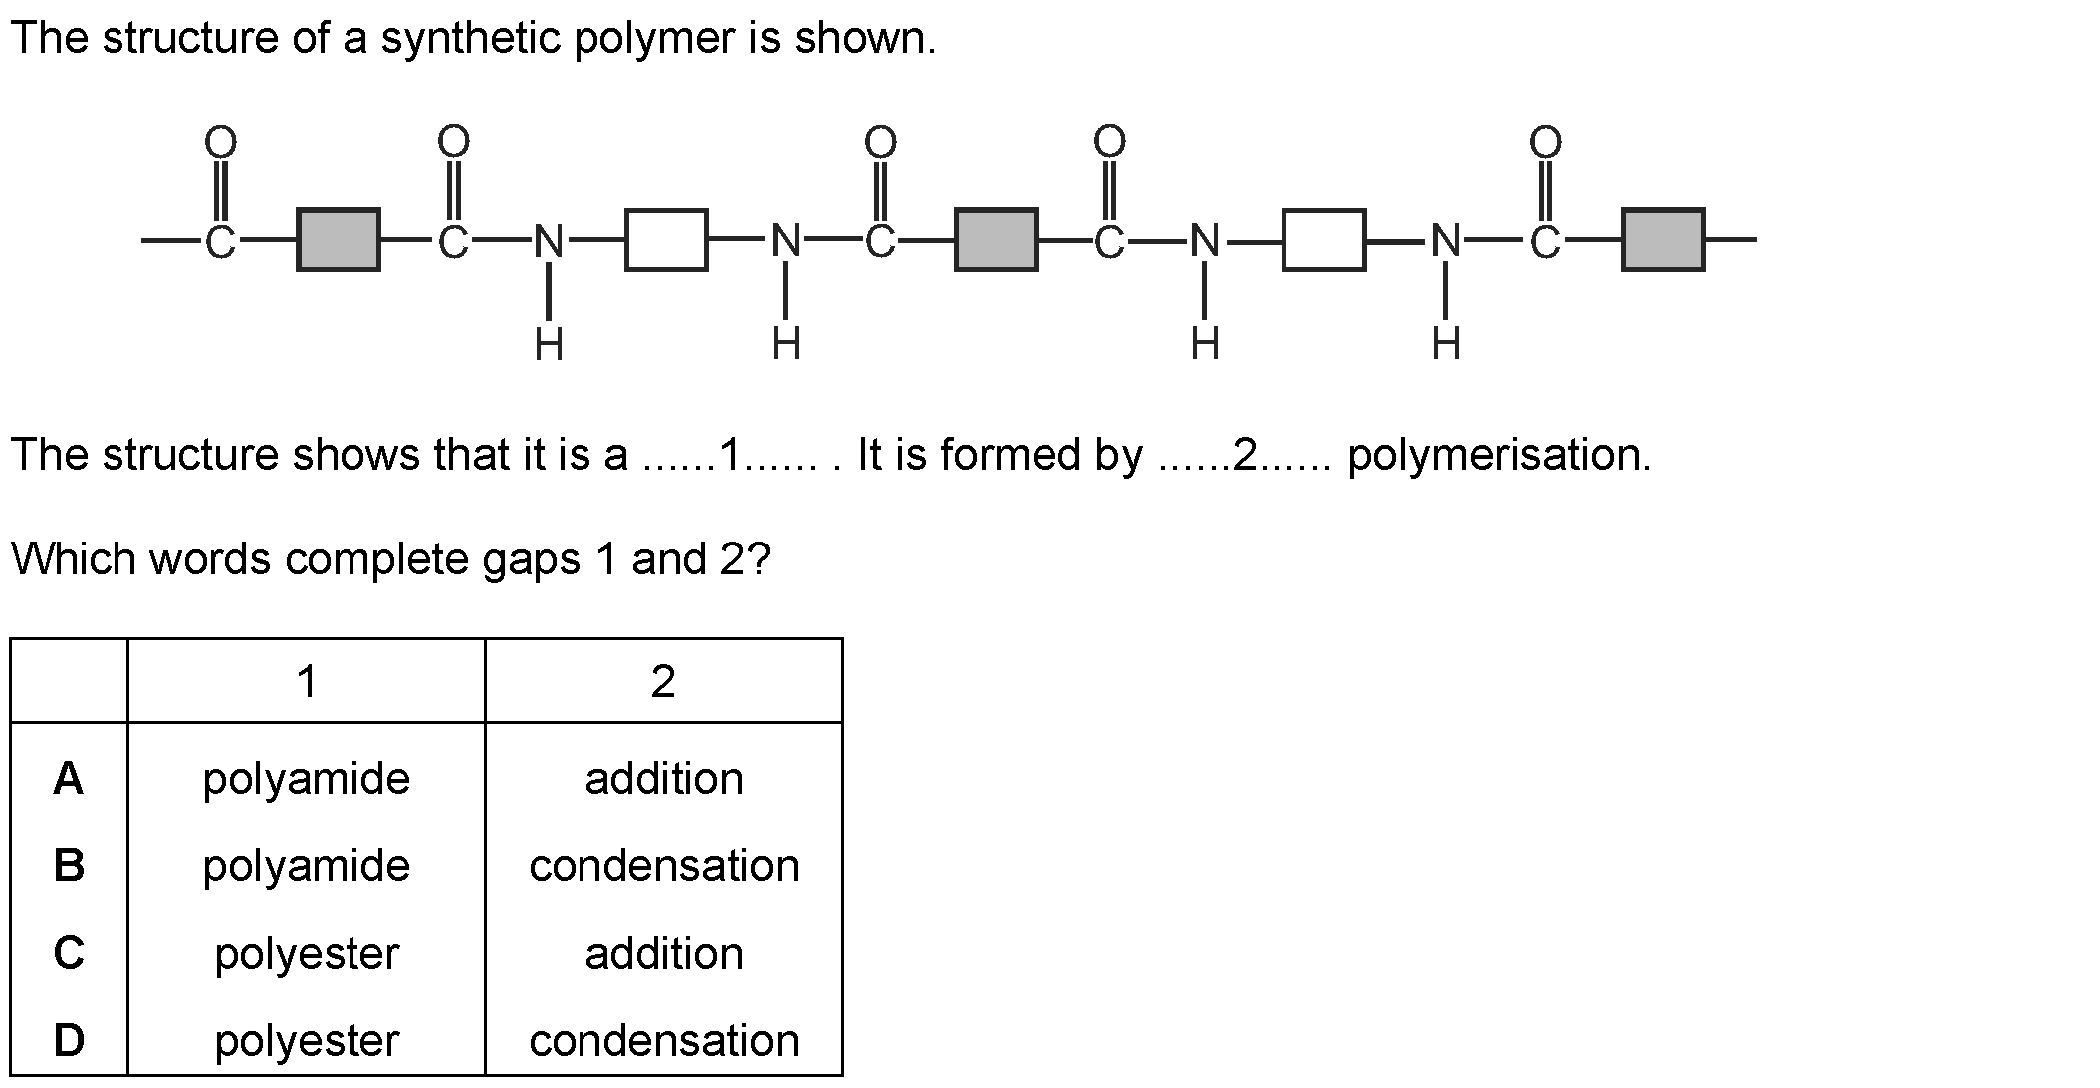 The structure of a synthetic polymer is shown.
O O O O O
C C N N C C N N C
H H H H
The structure shows that it is a ......1...... . It is formed by ......2...... polymerisation.
Which words complete gaps 1 and 2?
1 2
A polyamide addition
B polyamide condensation
C polyester addition
D polyester condensation